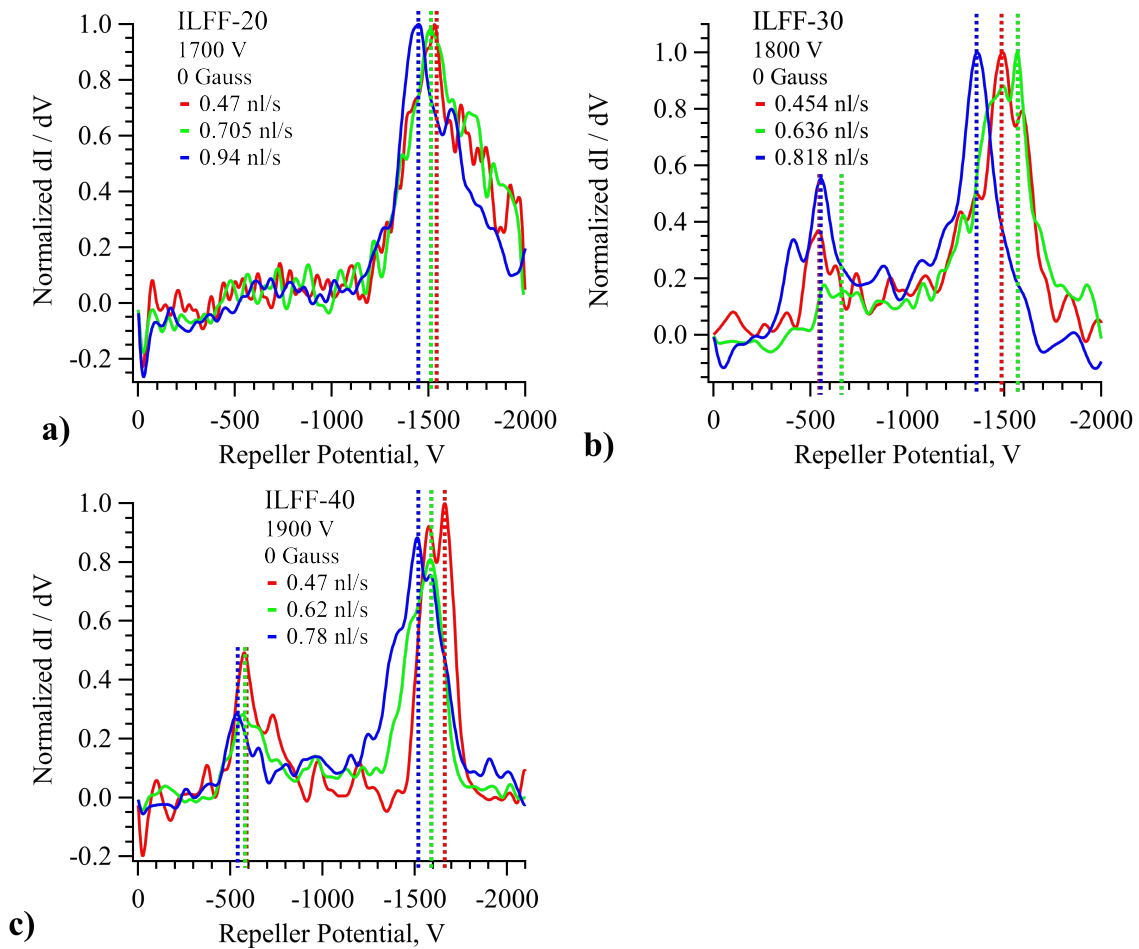 ILFF-20
1700 V
0 Gauss
0.47 nl/s
0.705 nl/s
0.94 nl/s
1.0
0.8
0.6
0.4
0.2
0.0
-0.2
Normalized dI / dV
0
-500
-1000
-1500
-2000
Repeller Potential, V
a)
ILFF-30
1800 V
0 Gauss
0.454 nl/s
0.636 nl/s
0.818 nl/s
1.0
0.8
0.6
0.4
0.2
0.0
Normalized dI / dV
0
-500
-1000
-1500
-2000
Repeller Potential, V
b)
ILFF-40
1900 V
0 Gauss
0.47 nl/s
0.62 nl/s
0.78 nl/s
1.0
0.8
0.6
0.4
0.2
0.0
-0.2
Normalized dI / dV
0
-500
-1000
-1500
-2000
Repeller Potential, V
c)